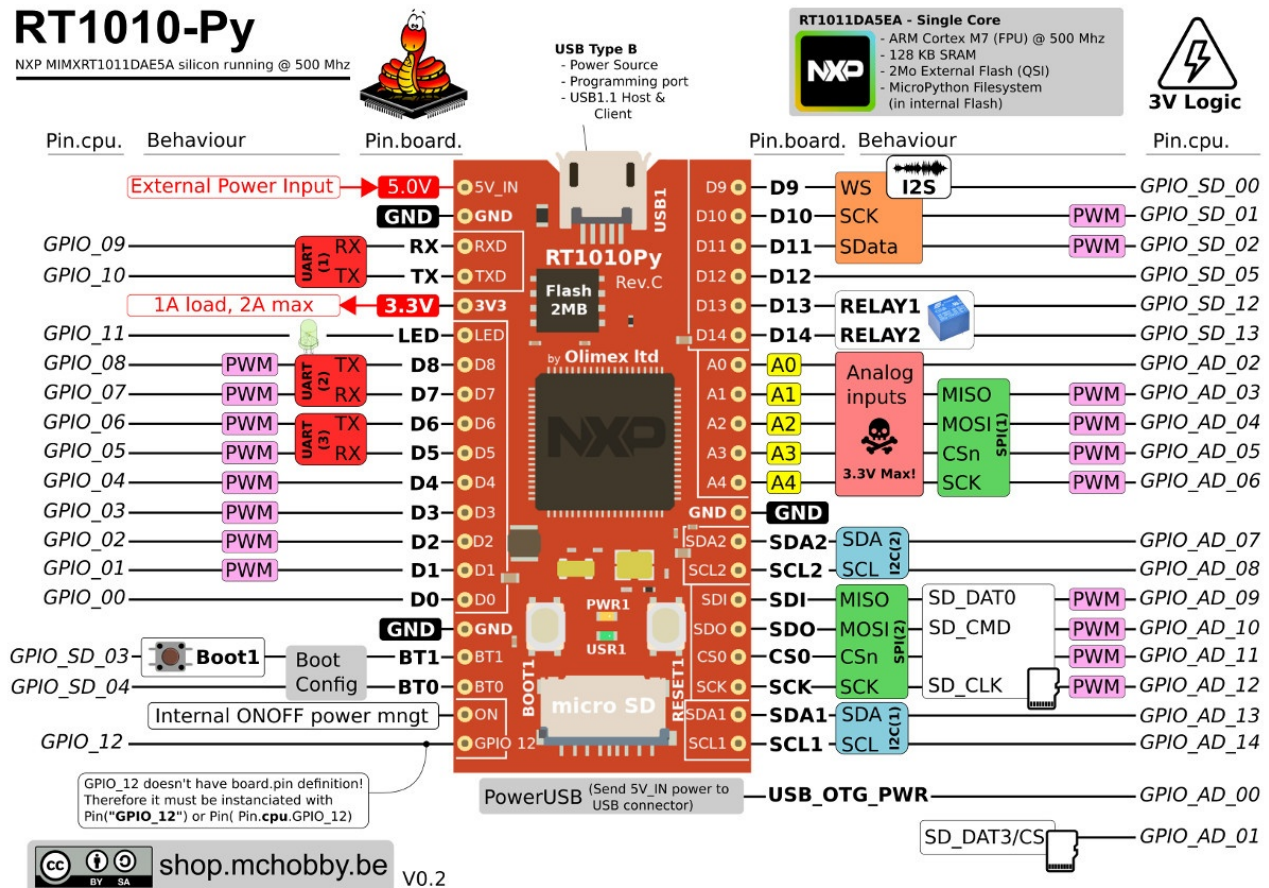 RT1010-Py
NXP MIMXRT1011DAE5A silicon running @ 500 Mhz
USB Type B
- Power Source
- Programming port
- USB1.1 Host &
Client
RT1011DA5EA - Single Core
NXP
- ARM Cortex M7 (FPU) @ 500 Mhz
- 128 KB SRAM
- 2Mo External Flash (QSI)
- MicroPython Filesystem
(in internal Flash)
3V Logic
Pin.cpu. Behaviour Pin.board. Pin.board. Behaviour Pin.cpu.
External Power Input 5.0V 5V_IN
GND GND
GPIO_09 UART (1) RX RX RXD
GPIO_10 TX TX TXD
1A load, 2A max 3.3V 3V3
GPIO_11 LED LED
GPIO_08 PWM UART (2) TX D8 D8
GPIO_07 PWM RX D7 D7
GPIO_06 PWM UART (3) TX D6 D6
GPIO_05 PWM RX D5 D5
GPIO_04 PWM D4 D4
GPIO_03 PWM D3 D3
GPIO_02 PWM D2 D2
GPIO_01 PWM D1 D1
GPIO_00 D0 D0
GND GND
GPIO_SD_03 Boot1 Boot Config BT1 BT1
GPIO_SD_04 BT0 BT0
Internal ONOFF power mngt ON
GPIO_12 GPIO 12
GPIO_12 doesn't have board.pin definition!
Therefore it must be instanciated with
Pin("GPIO_12") or Pin( Pin.cpu.GPIO_12)
USB1
RT1010Py
Rev.C
Flash
2MB
by Olimex ltd
NXP
PWR1
USR1
BOOT1
RESET1
micro SD
D9 D9 WS I2S GPIO_SD_00
D10 D10 SCK PWM GPIO_SD_01
D11 D11 SData PWM GPIO_SD_02
D12 D12 GPIO_SD_05
D13 D13 RELAY1 GPIO_SD_12
D14 D14 RELAY2 GPIO_SD_13
A0 A0 Analog inputs GPIO_AD_02
A1 A1 MISO SPI(1) PWM GPIO_AD_03
A2 A2 MOSI PWM GPIO_AD_04
A3 A3 3.3V Max! CSn PWM GPIO_AD_05
A4 A4 SCK PWM GPIO_AD_06
GND GND
SDA2 SDA2 SDA I2C(2) GPIO_AD_07
SCL2 SCL2 SCL GPIO_AD_08
SDI SDI MISO SPI(2) SD_DAT0 PWM GPIO_AD_09
SDO SDO MOSI SD_CMD PWM GPIO_AD_10
CS0 CS0 CSn PWM GPIO_AD_11
SCK SCK SCK SD_CLK PWM GPIO_AD_12
SDA1 SDA1 SDA I2C(1) GPIO_AD_13
SCL1 SCL1 SCL GPIO_AD_14
PowerUSB (Send 5V_IN power to
USB connector)
USB_OTG_PWR GPIO_AD_00
SD_DAT3/CS GPIO_AD_01
cc BY SA
shop.mchobby.be
V0.2